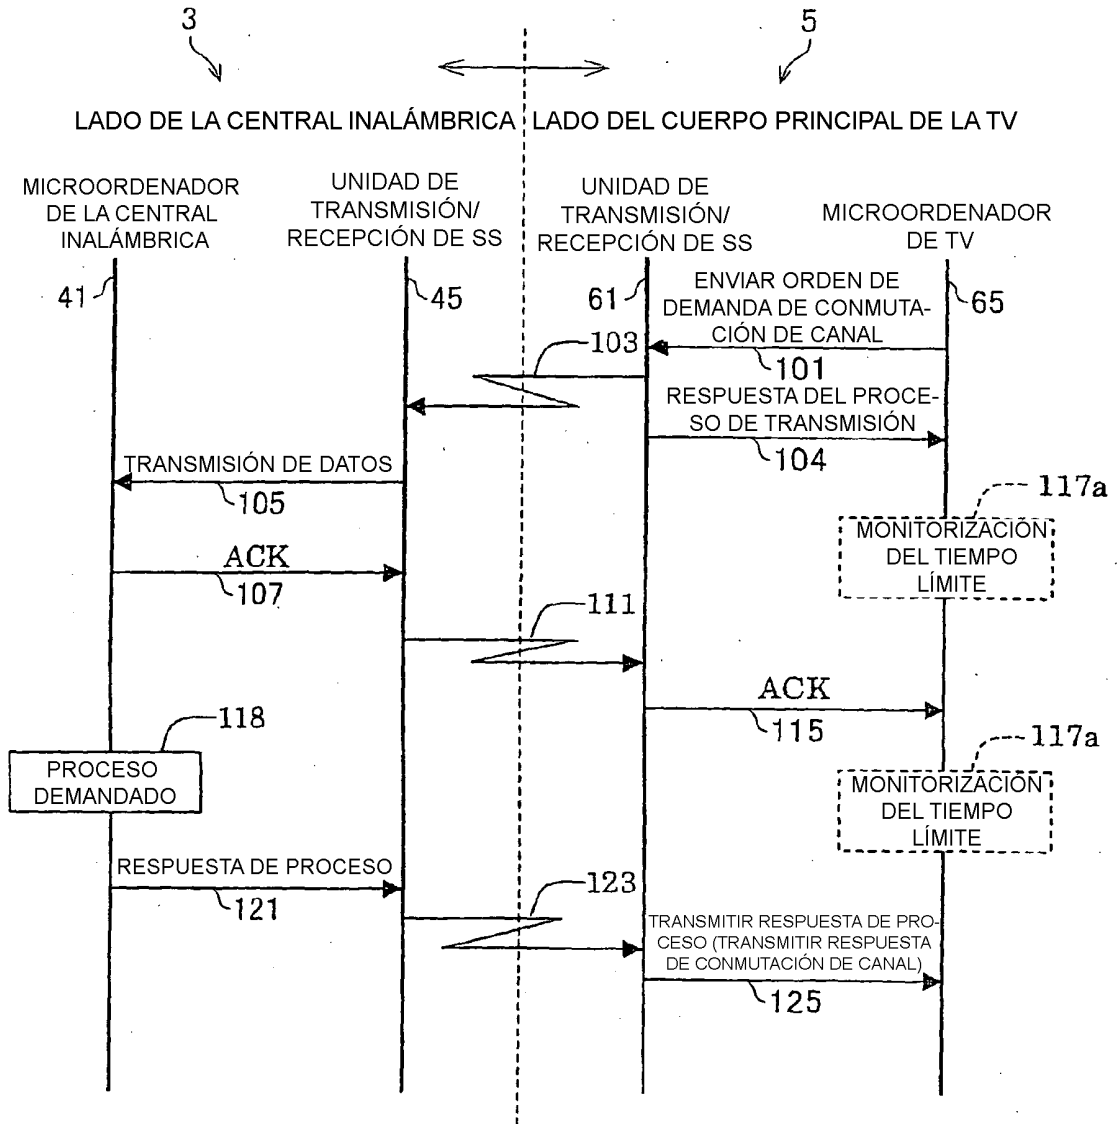 3
5
LADO DE LA CENTRAL INALÁMBRICA
LADO DEL CUERPO PRINCIPAL DE LA TV
MICROORDENADOR
DE LA CENTRAL
INALÁMBRICA
UNIDAD DE
TRANSMISIÓN/
RECEPCIÓN DE SS
UNIDAD DE
TRANSMISIÓN/
RECEPCIÓN DE SS
MICROORDENADOR
DE TV
41
45
61
65
ENVIAR ORDEN DE
DEMANDA DE CONMUTA-
CIÓN DE CANAL
101
103
RESPUESTA DEL PROCE-
SO DE TRANSMISIÓN
104
TRANSMISIÓN DE DATOS
105
117a
MONITORIZACIÓN
DEL TIEMPO
LÍMITE
ACK
107
111
ACK
115
118
PROCESO
DEMANDADO
117a
MONITORIZACIÓN
DEL TIEMPO
LÍMITE
RESPUESTA DE PROCESO
121
123
TRANSMITIR RESPUESTA DE PRO-
CESO (TRANSMITIR RESPUESTA
DE CONMUTACIÓN DE CANAL)
125